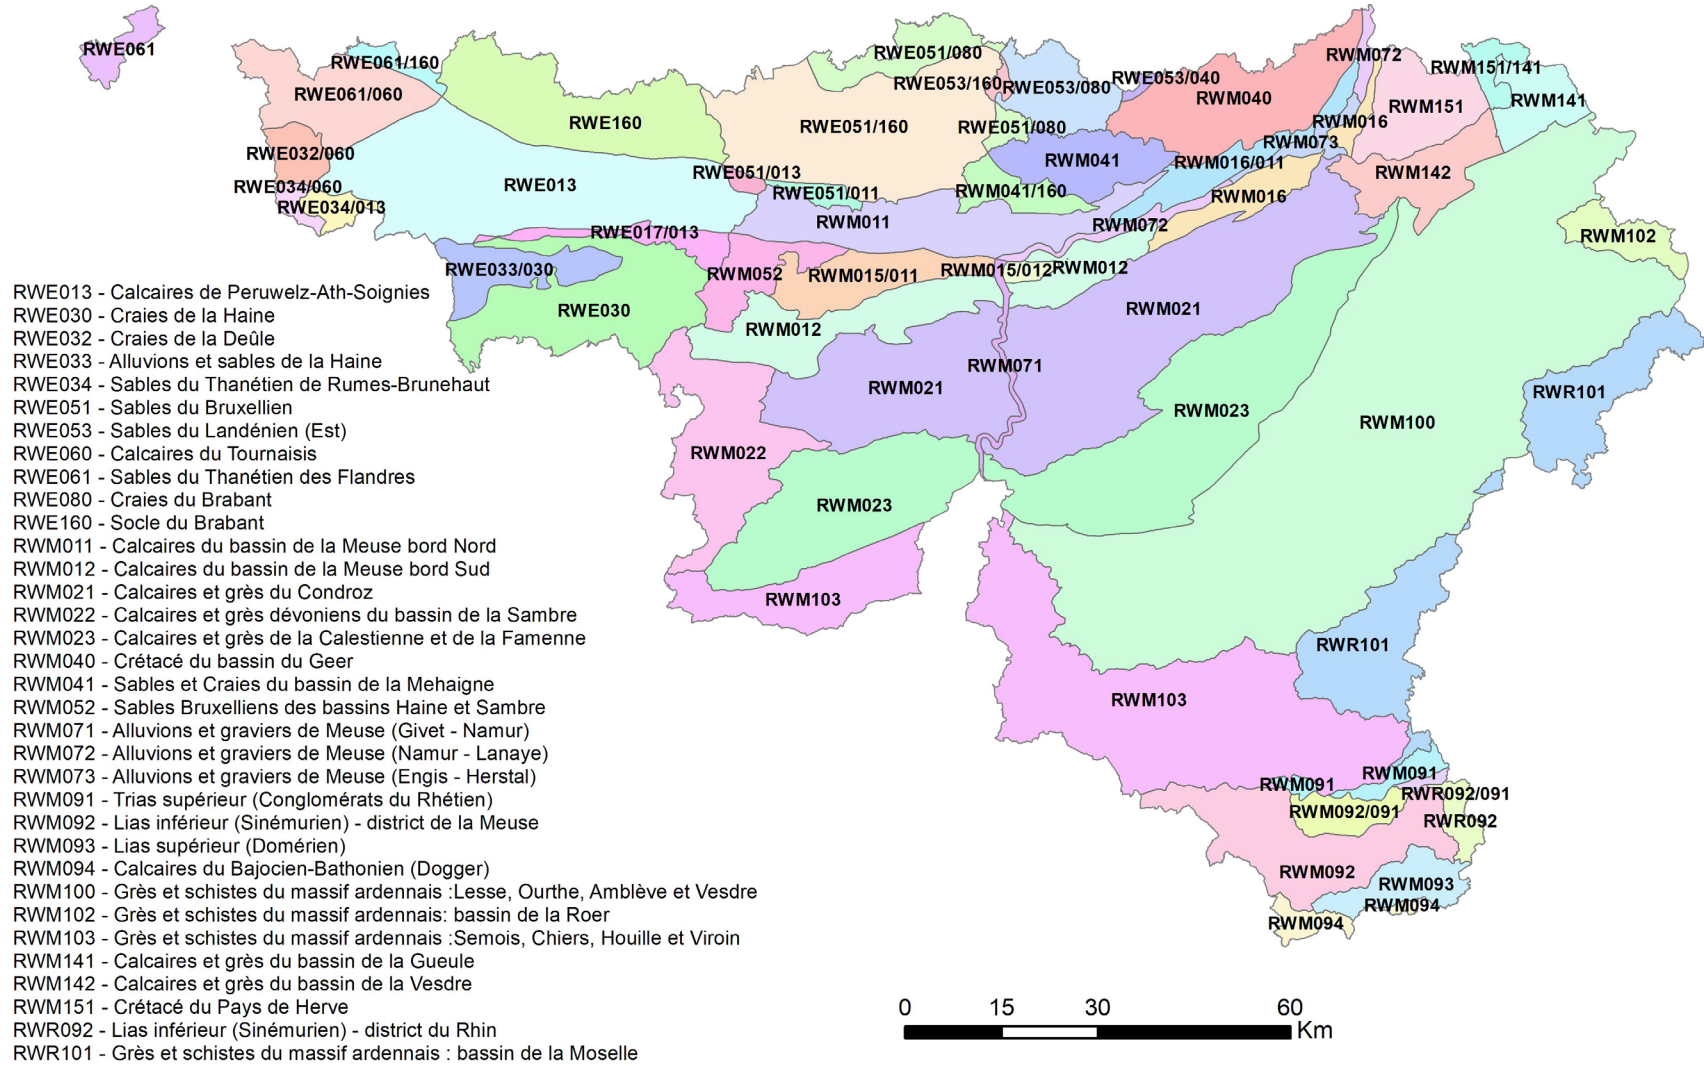 RWE061
RWE061/160
RWE061/060
RWE032/060
RWE034/060
RWE034/013
RWE160
RWE013
RWE017/013
RWE033/030
RWE030
RWE051/080
RWE053/160
RWE053/080
RWE053/040
RWE051/160
RWE051/080
RWE051/013
RWE051/011
RWM040
RWM041
RWM041/160
RWM011
RWM072
RWM016
RWM073
RWM016/011
RWM016
RWM072
RWM151
RWM151/141
RWM141
RWM142
RWM102
RWM052
RWM015/011
RWM015/012
RWM012
RWM012
RWM021
RWM071
RWM021
RWM023
RWM100
RWR101
RWM022
RWM023
RWM103
RWR101
RWM103
RWM091
RWM091
RWR092/091
RWM092/091
RWR092
RWM092
RWM093
RWM094
RWM094
RWE013 - Calcaires de Peruwelz-Ath-Soignies
RWE030 - Craies de la Haine
RWE032 - Craies de la Deûle
RWE033 - Alluvions et sables de la Haine
RWE034 - Sables du Thanétien de Rumes-Brunehaut
RWE051 - Sables du Bruxellien
RWE053 - Sables du Landénien (Est)
RWE060 - Calcaires du Tournaisis
RWE061 - Sables du Thanétien des Flandres
RWE080 - Craies du Brabant
RWE160 - Socle du Brabant
RWM011 - Calcaires du bassin de la Meuse bord Nord
RWM012 - Calcaires du bassin de la Meuse bord Sud
RWM021 - Calcaires et grès du Condroz
RWM022 - Calcaires et grès dévoniens du bassin de la Sambre
RWM023 - Calcaires et grès de la Calestienne et de la Famenne
RWM040 - Crétacé du bassin du Geer
RWM041 - Sables et Craies du bassin de la Mehaigne
RWM052 - Sables Bruxelliens des bassins Haine et Sambre
RWM071 - Alluvions et graviers de Meuse (Givet - Namur)
RWM072 - Alluvions et graviers de Meuse (Namur - Lanaye)
RWM073 - Alluvions et graviers de Meuse (Engis - Herstal)
RWM091 - Trias supérieur (Conglomérats du Rhétien)
RWM092 - Lias inférieur (Sinémurien) - district de la Meuse
RWM093 - Lias supérieur (Domérien)
RWM094 - Calcaires du Bajocien-Bathonien (Dogger)
RWM100 - Grès et schistes du massif ardennais :Lesse, Ourthe, Amblève et Vesdre
RWM102 - Grès et schistes du massif ardennais: bassin de la Roer
RWM103 - Grès et schistes du massif ardennais :Semois, Chiers, Houille et Viroin
RWM141 - Calcaires et grès du bassin de la Gueule
RWM142 - Calcaires et grès du bassin de la Vesdre
RWM151 - Crétacé du Pays de Herve
RWR092 - Lias inférieur (Sinémurien) - district du Rhin
RWR101 - Grès et schistes du massif ardennais : bassin de la Moselle
0 15 30 60
Km